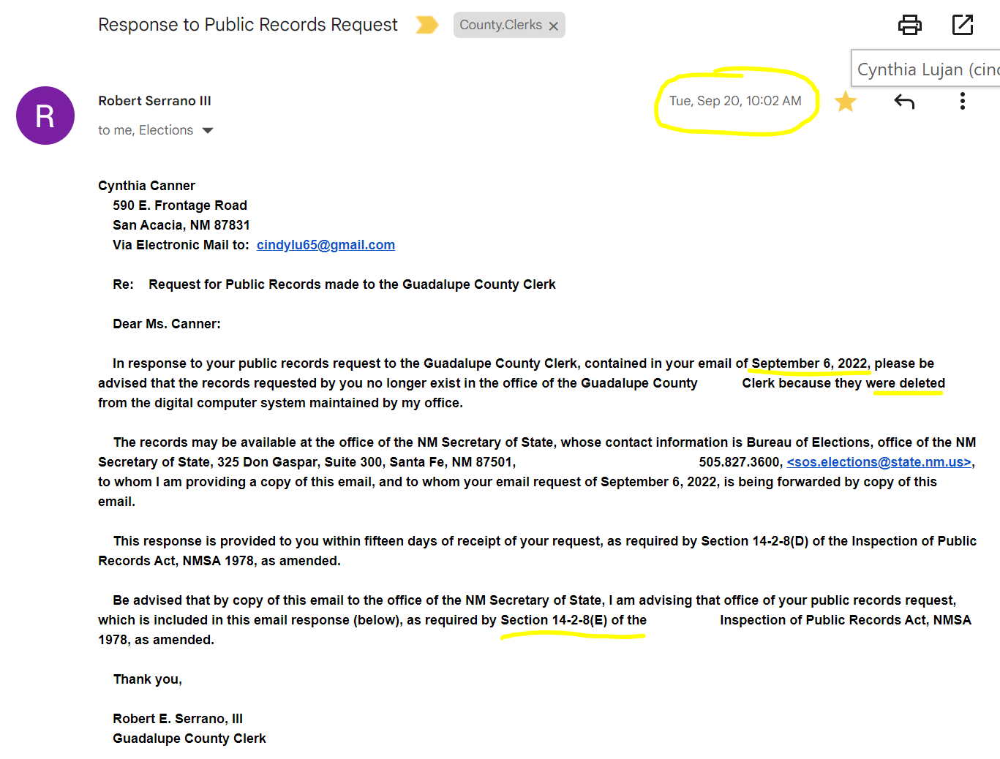 Response to Public Records Request
County.Clerks ×
Cynthia Lujan (cinc
Robert Serrano III
Tue, Sep 20, 10:02 AM
R
to me, Elections
Cynthia Canner
590 E. Frontage Road
San Acacia, NM 87831
Via Electronic Mail to: cindylu65@gmail.com
Re: Request for Public Records made to the Guadalupe County Clerk
Dear Ms. Canner:
In response to your public records request to the Guadalupe County Clerk, contained in your email of September 6, 2022, please be
advised that the records requested by you no longer exist in the office of the Guadalupe County Clerk because they were deleted
from the digital computer system maintained by my office.
The records may be available at the office of the NM Secretary of State, whose contact information is Bureau of Elections, office of the NM
Secretary of State, 325 Don Gaspar, Suite 300, Santa Fe, NM 87501, 505.827.3600, <sos.elections@state.nm.us>,
to whom I am providing a copy of this email, and to whom your email request of September 6, 2022, is being forwarded by copy of this
email.
This response is provided to you within fifteen days of receipt of your request, as required by Section 14-2-8(D) of the Inspection of Public
Records Act, NMSA 1978, as amended.
Be advised that by copy of this email to the office of the NM Secretary of State, I am advising that office of your public records request,
which is included in this email response (below), as required by Section 14-2-8(E) of the Inspection of Public Records Act, NMSA
1978, as amended.
Thank you,
Robert E. Serrano, III
Guadalupe County Clerk